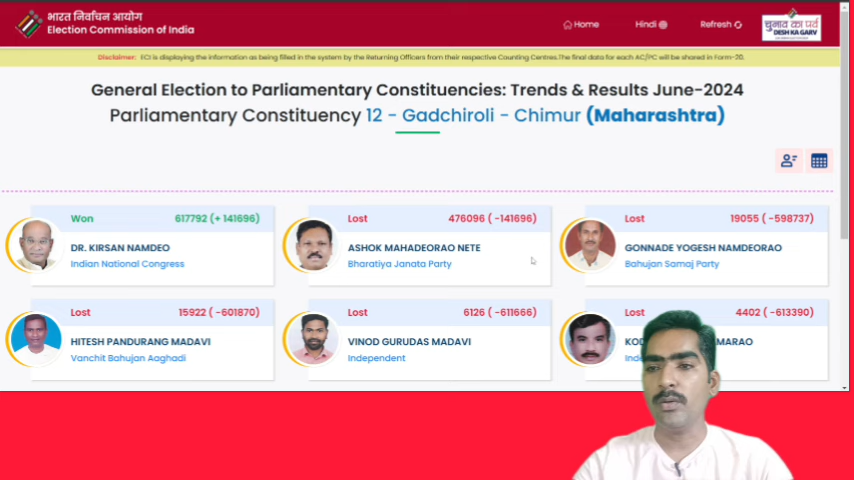 भारत निर्वाचन आयोग
Election Commission of India
Home
Hindi
Refresh
चुनाव का पर्व
DESH KA GARV
Disclaimer: ECI is displaying the information as being filled in the system by the Returning Officers from their respective Counting Centres.The final data for each AC/PC will be shared in Form-20.
General Election to Parliamentary Constituencies: Trends & Results June-2024
Parliamentary Constituency 12 - Gadchiroli - Chimur (Maharashtra)
Won 617792 (+ 141696)
DR. KIRSAN NAMDEO
Indian National Congress
Lost 476096 ( -141696)
ASHOK MAHADEORAO NETE
Bharatiya Janata Party
Lost 19055 ( -598737)
GONNADE YOGESH NAMDEORAO
Bahujan Samaj Party
Lost 15922 ( -601870)
HITESH PANDURANG MADAVI
Vanchit Bahujan Aaghadi
Lost 6126 ( -611666)
VINOD GURUDAS MADAVI
Independent
Lost 4402 ( -613390)